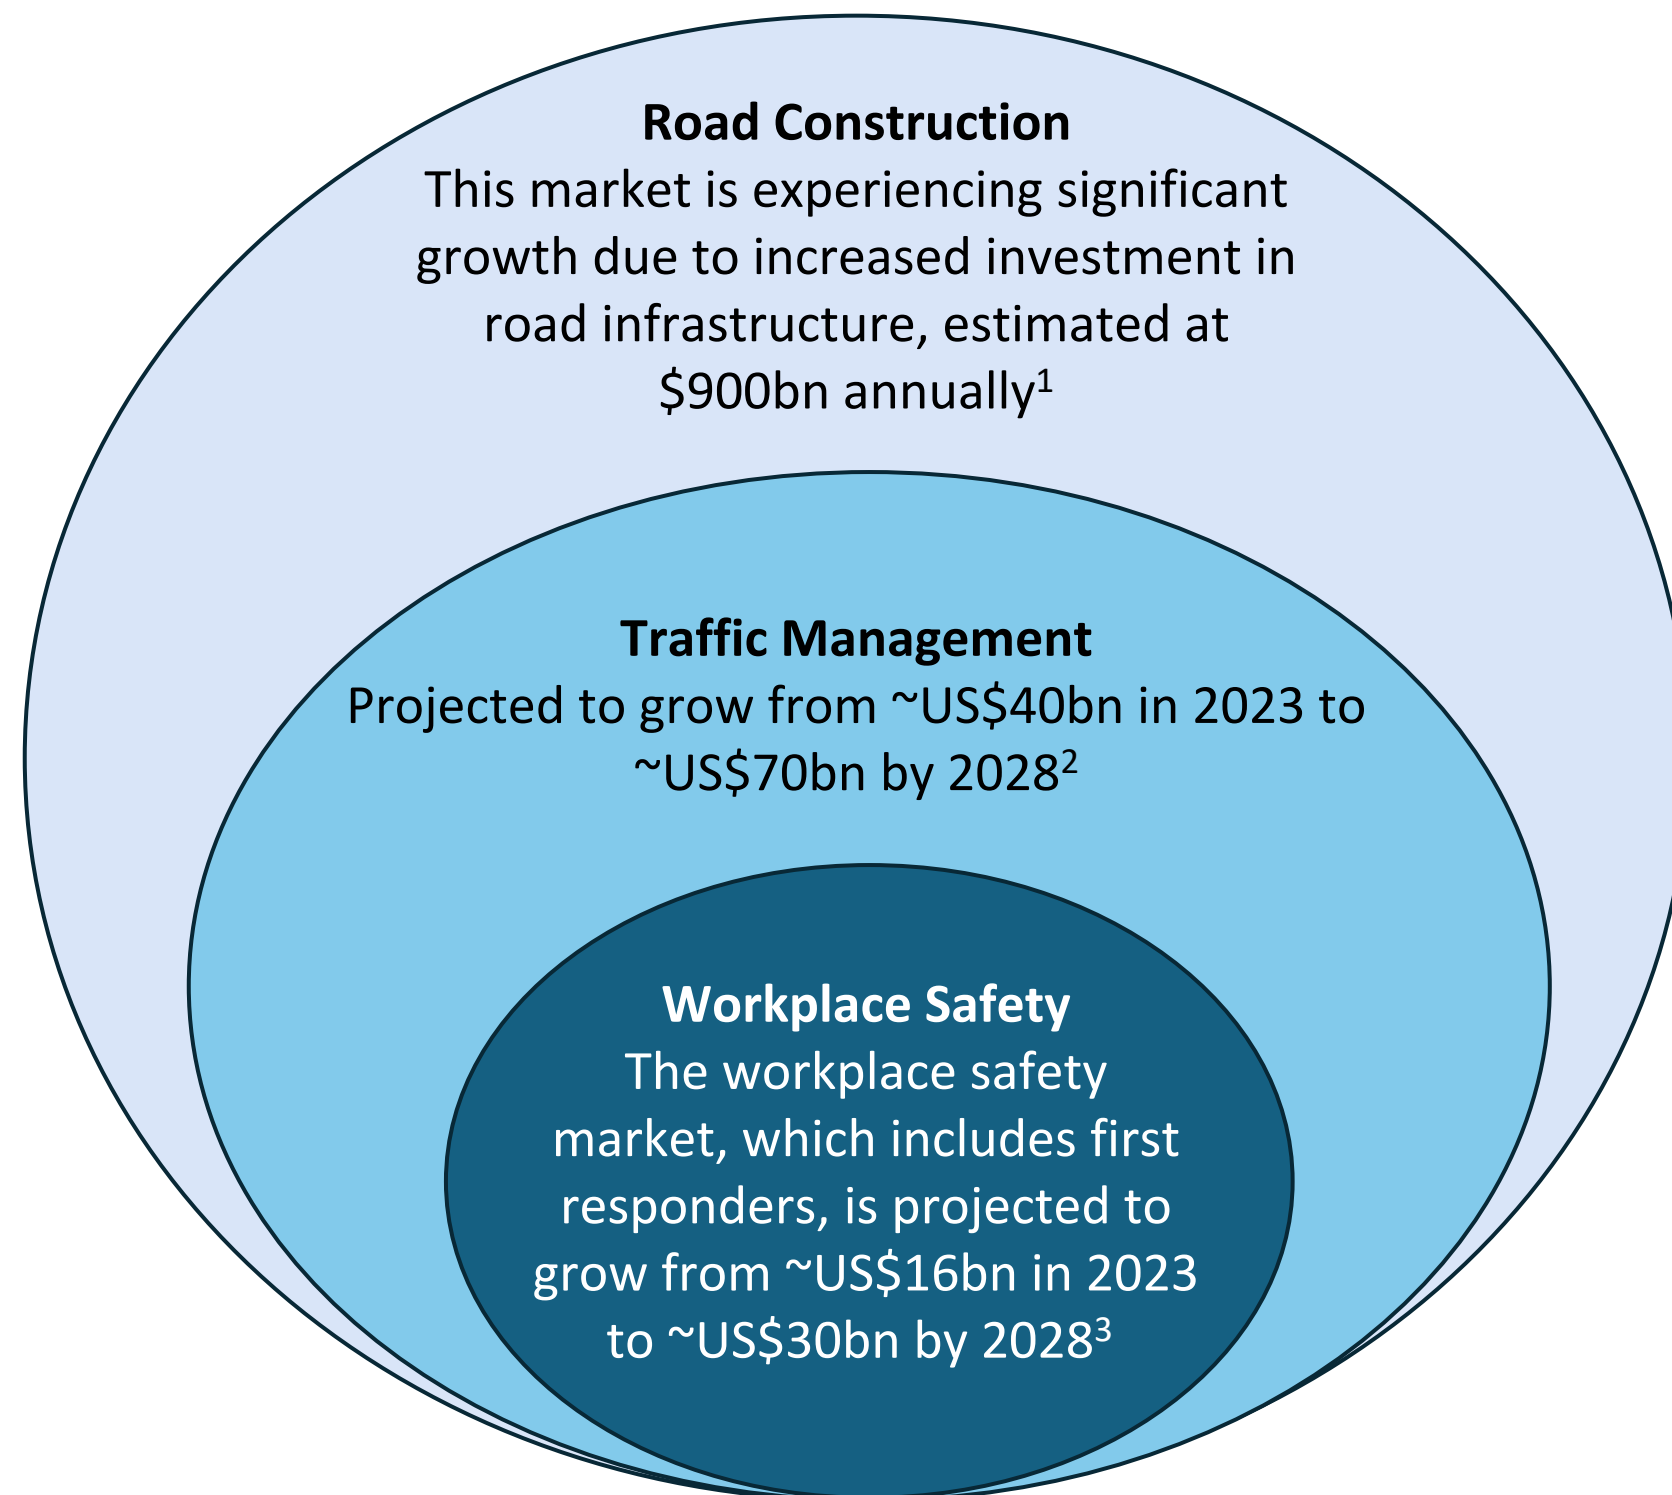 Road Construction
This market is experiencing significant
growth due to increased investment in
road infrastructure, estimated at
$900bn annually¹
Traffic Management
Projected to grow from ~US$40bn in 2023 to
~US$70bn by 2028²
Workplace Safety
The workplace safety
market, which includes first
responders, is projected to
grow from ~US$16bn in 2023
to ~US$30bn by 2028³